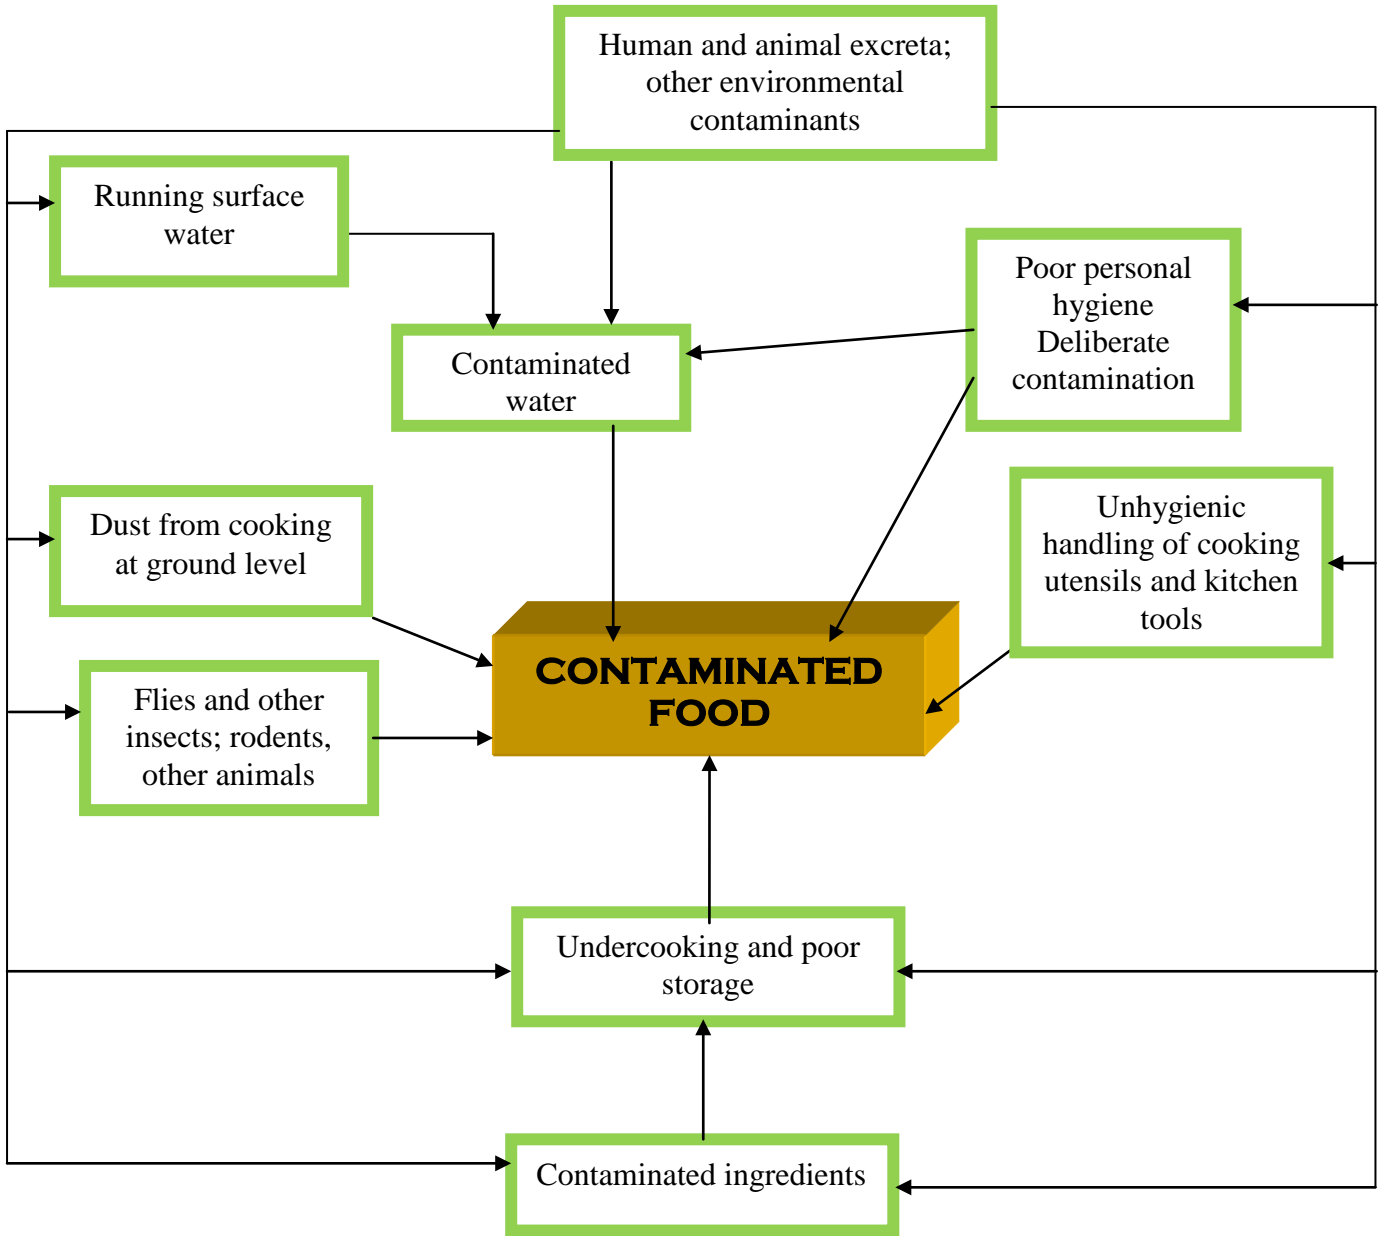 Human and animal excreta;
other environmental
contaminants
Running surface
water
Poor personal
hygiene
Deliberate
contamination
Contaminated
water
Unhygienic
handling of cooking
utensils and kitchen
tools
Dust from cooking
at ground level
CONTAMINATED
FOOD
Flies and other
insects; rodents,
other animals
Undercooking and poor
storage
Contaminated ingredients